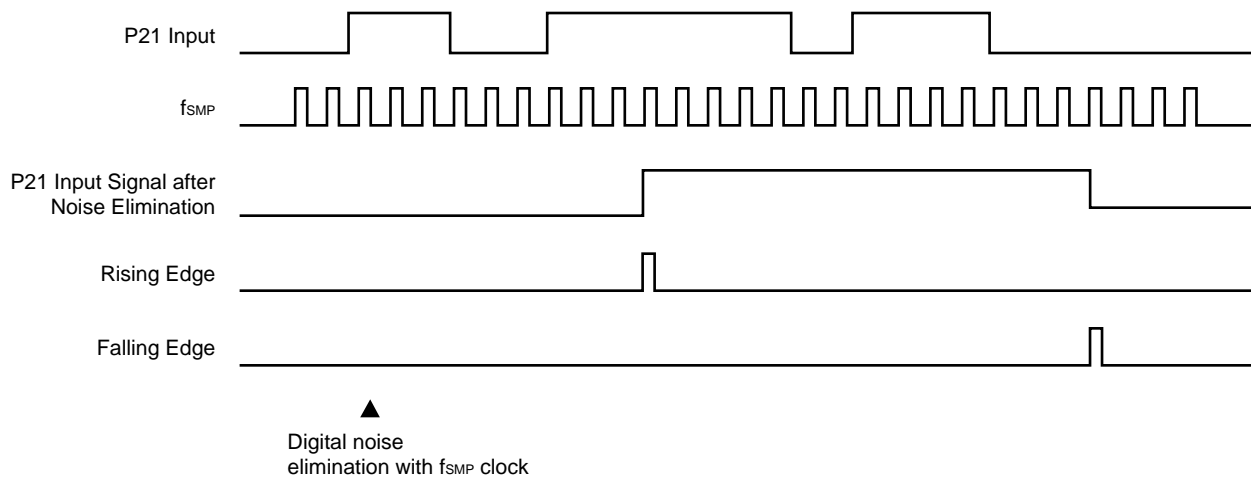 P21 Input
fSMP
P21 Input Signal after
Noise Elimination
Rising Edge
Falling Edge
Digital noise
elimination with fSMP clock